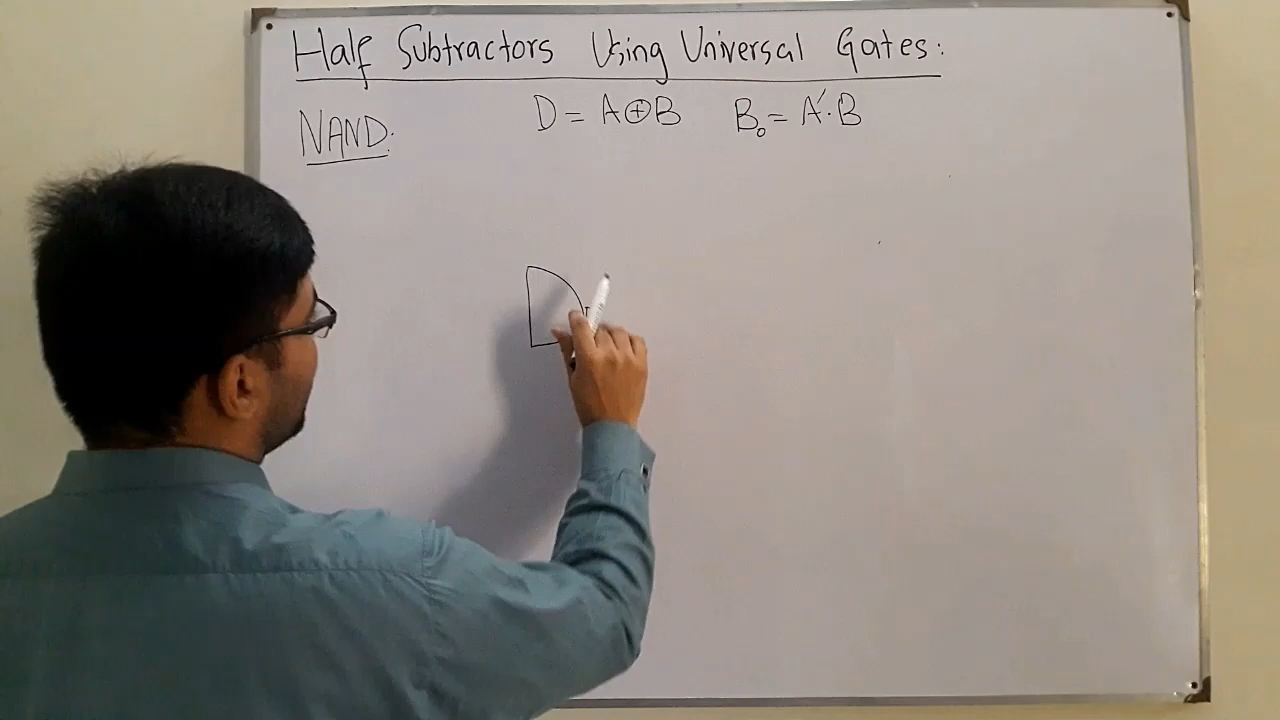 Half Subtractors Using Universal Gates:
D = A⊕B B₀ = A′·B
NAND: